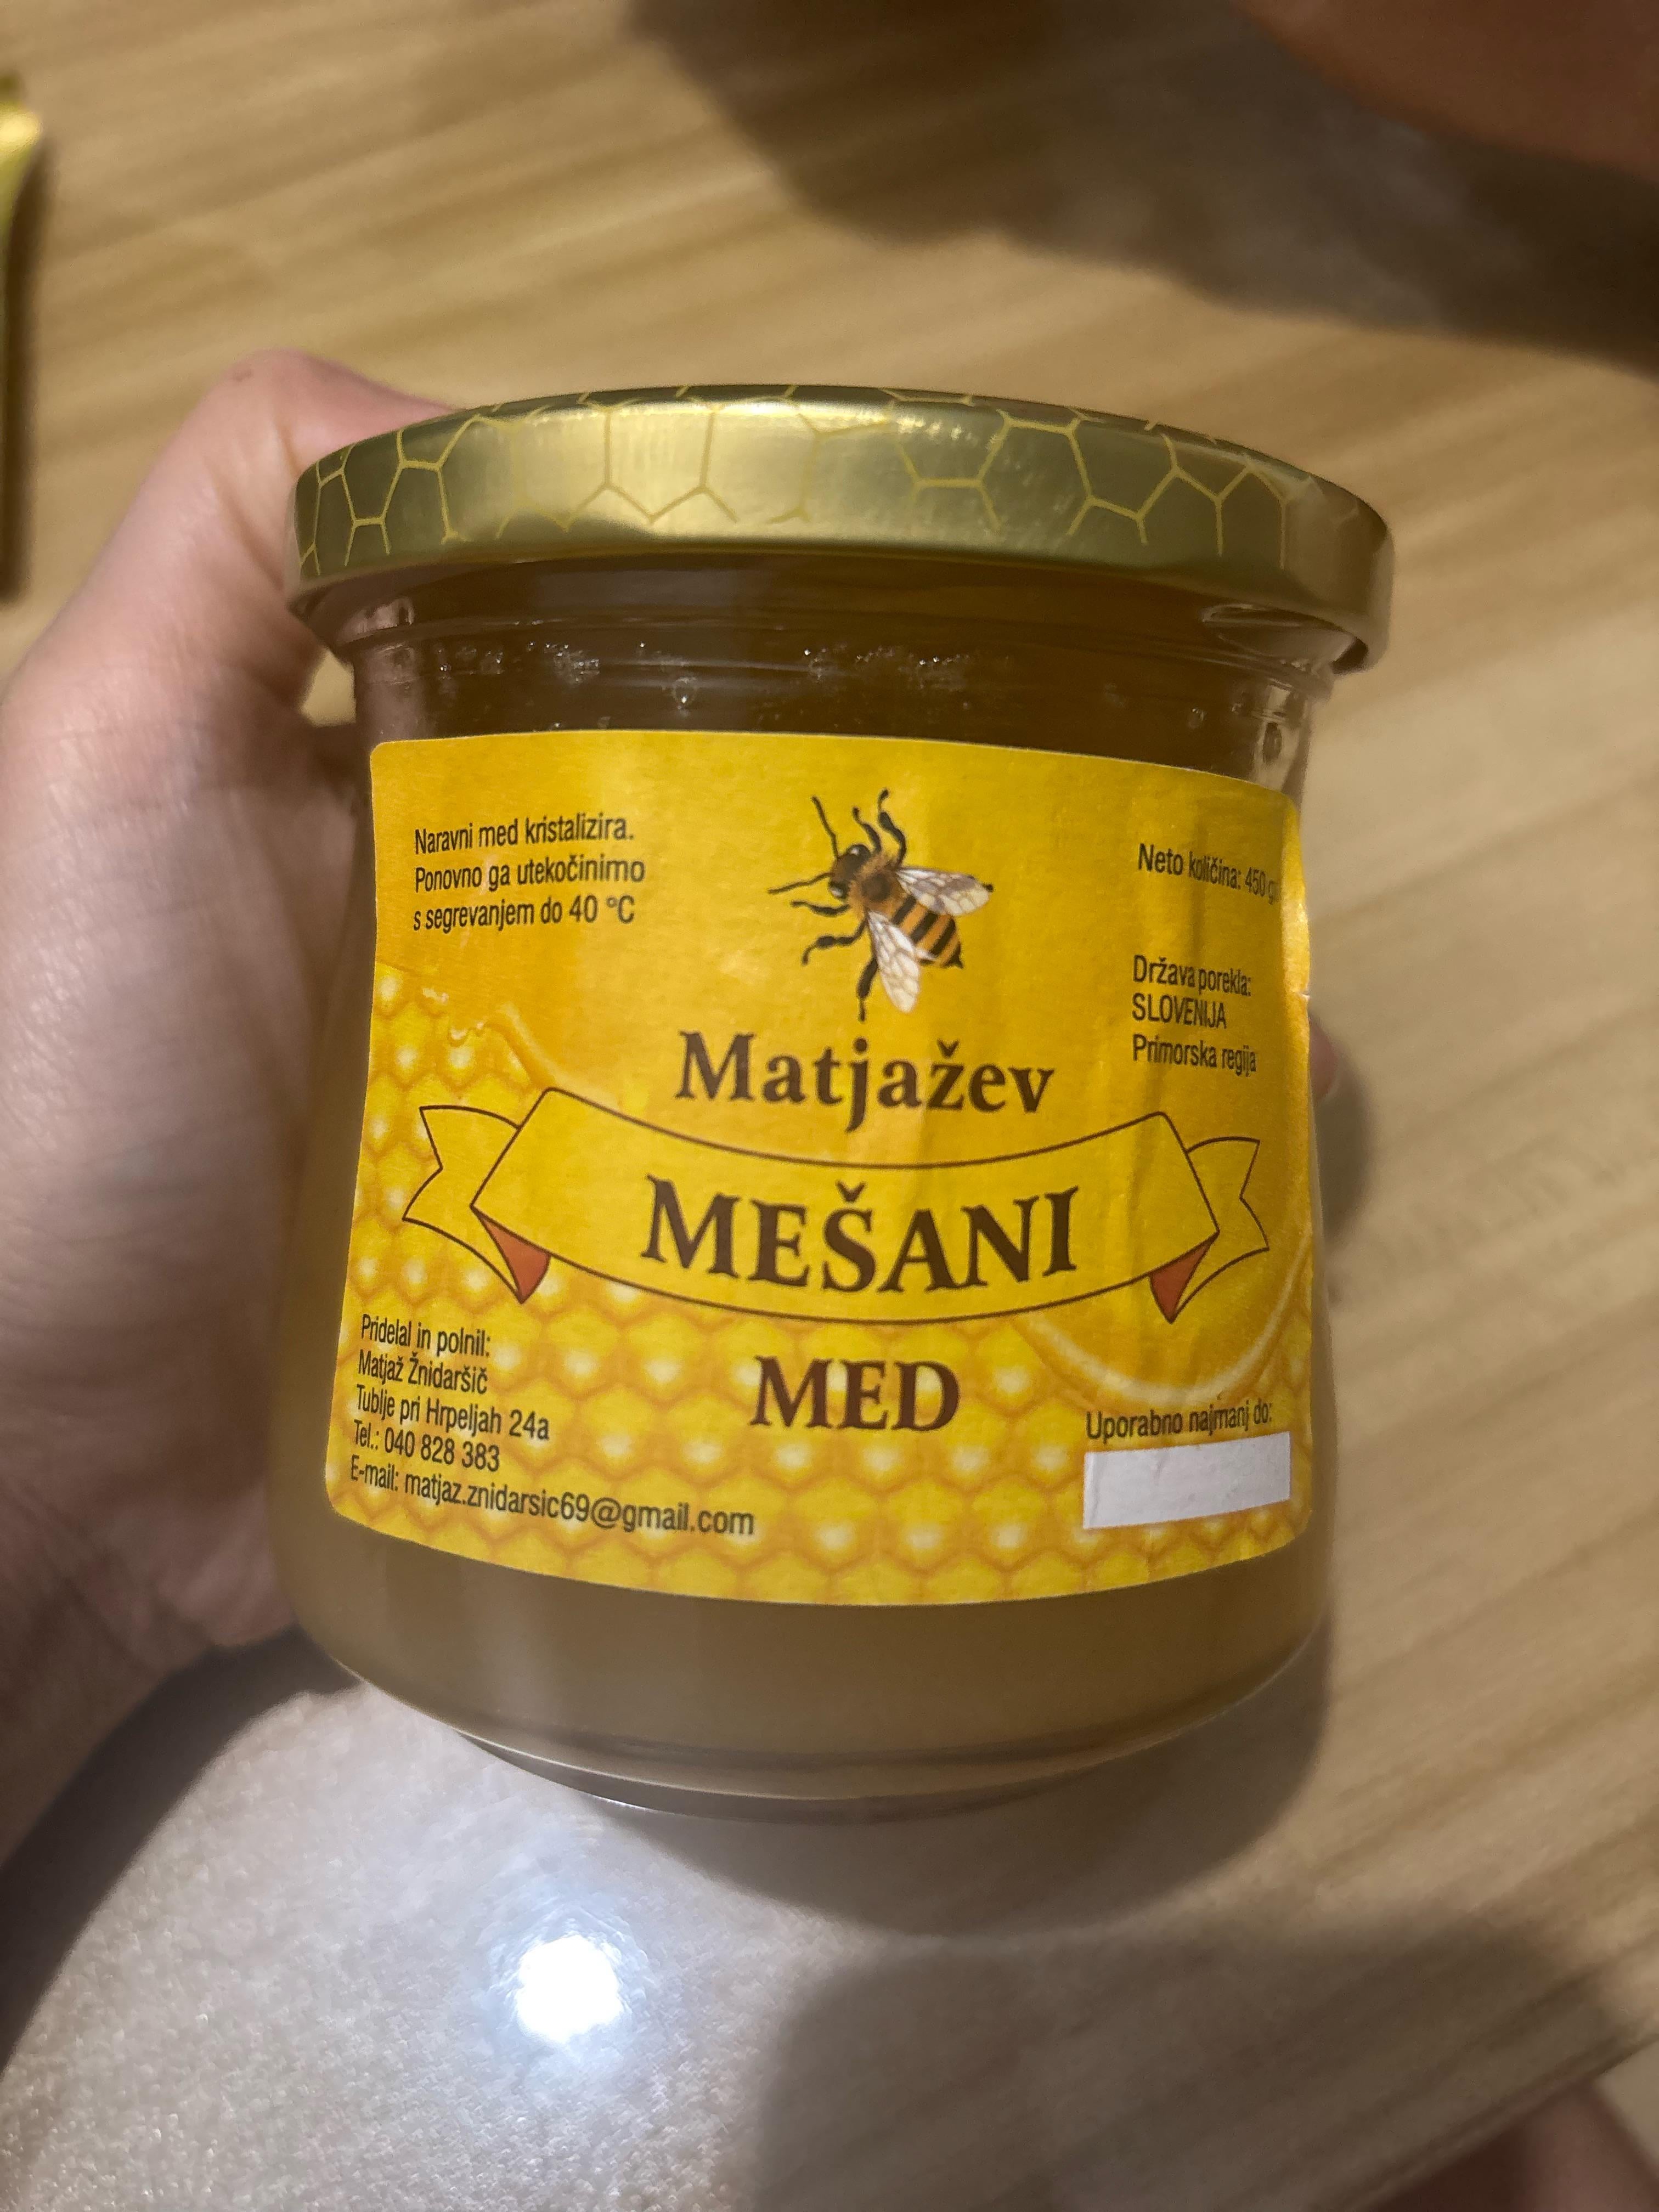 Naravni med kristalizira.
Ponovno ga utekočinimo
s segrevanjem do 40 °C
Neto količina: 450 g
Država porekla:
SLOVENIJA
Primorska regija
Matjažev
MEŠANI
MED
Pridelal in polnil:
Matjaž Žnidaršič
Tublje pri Hrpeljah 24a
Tel.: 040 828 383
E-mail: matjaz.znidarsic69@gmail.com
Uporabno najmanj do: